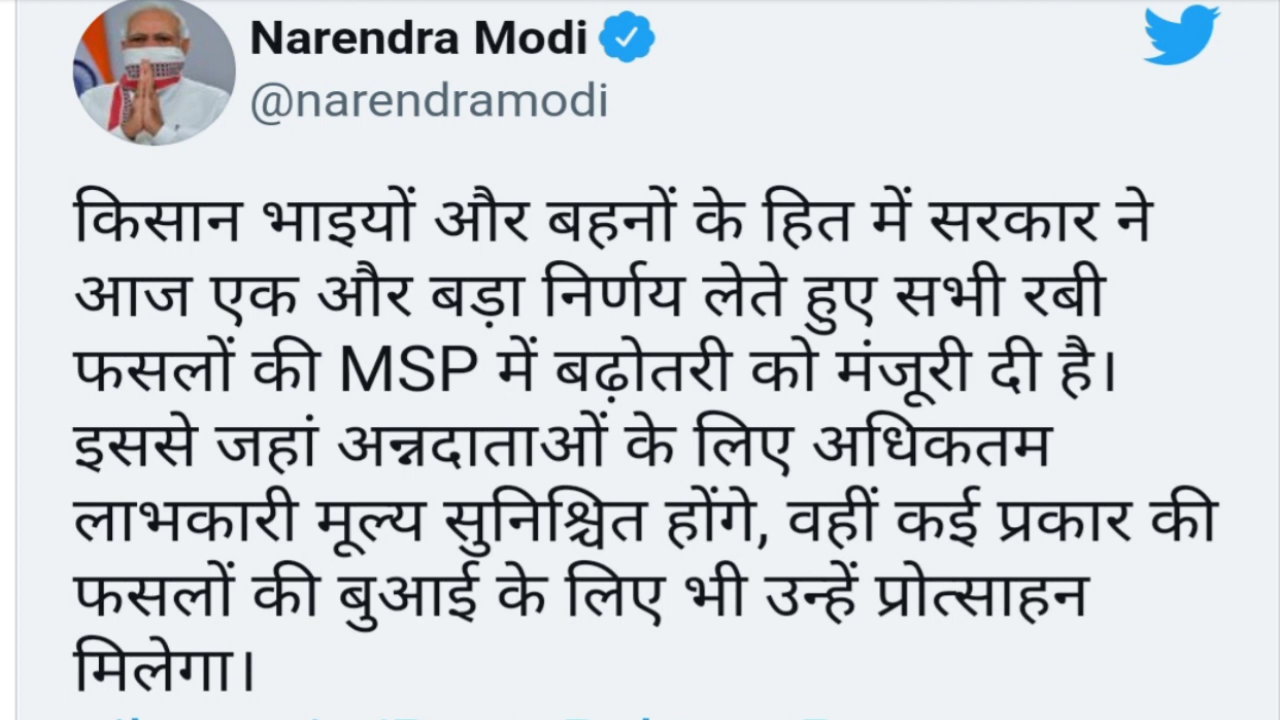 Narendra Modi
@narendramodi
किसान भाइयों और बहनों के हित में सरकार ने
आज एक और बड़ा निर्णय लेते हुए सभी रबी
फसलों की MSP में बढ़ोतरी को मंजूरी दी है।
इससे जहां अन्नदाताओं के लिए अधिकतम
लाभकारी मूल्य सुनिश्चित होंगे, वहीं कई प्रकार की
फसलों की बुआई के लिए भी उन्हें प्रोत्साहन
मिलेगा।